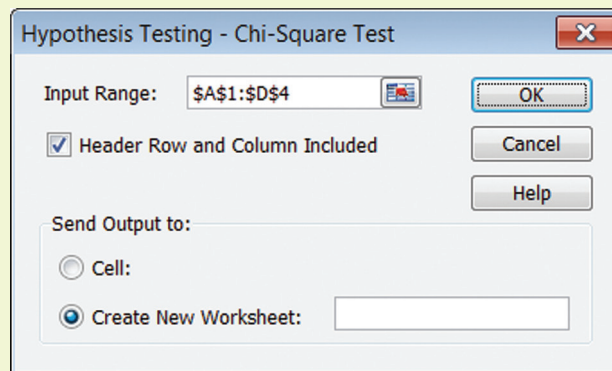 Hypothesis Testing - Chi-Square Test
Input Range: $A$1:$D$4
OK
Header Row and Column Included
Cancel
Help
Send Output to:
Cell:
Create New Worksheet: